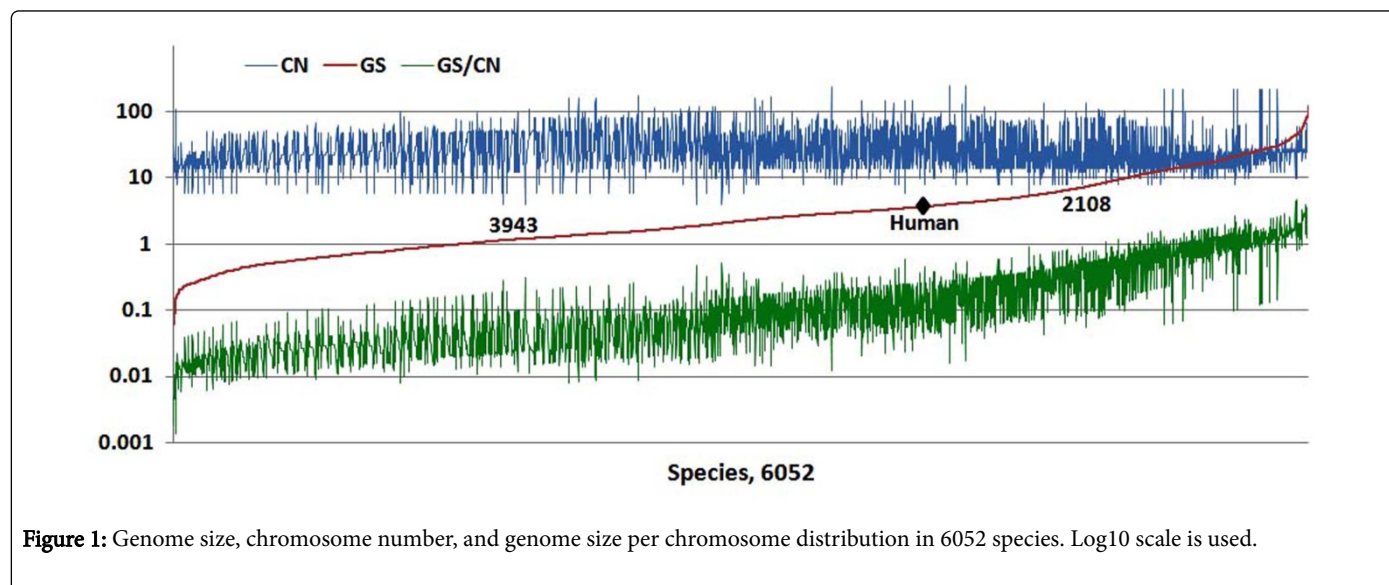 CN GS GS/CN
100
10
1
0.1
0.01
0.001
3943
Human
2108
Species, 6052
Figure 1: Genome size, chromosome number, and genome size per chromosome distribution in 6052 species. Log10 scale is used.